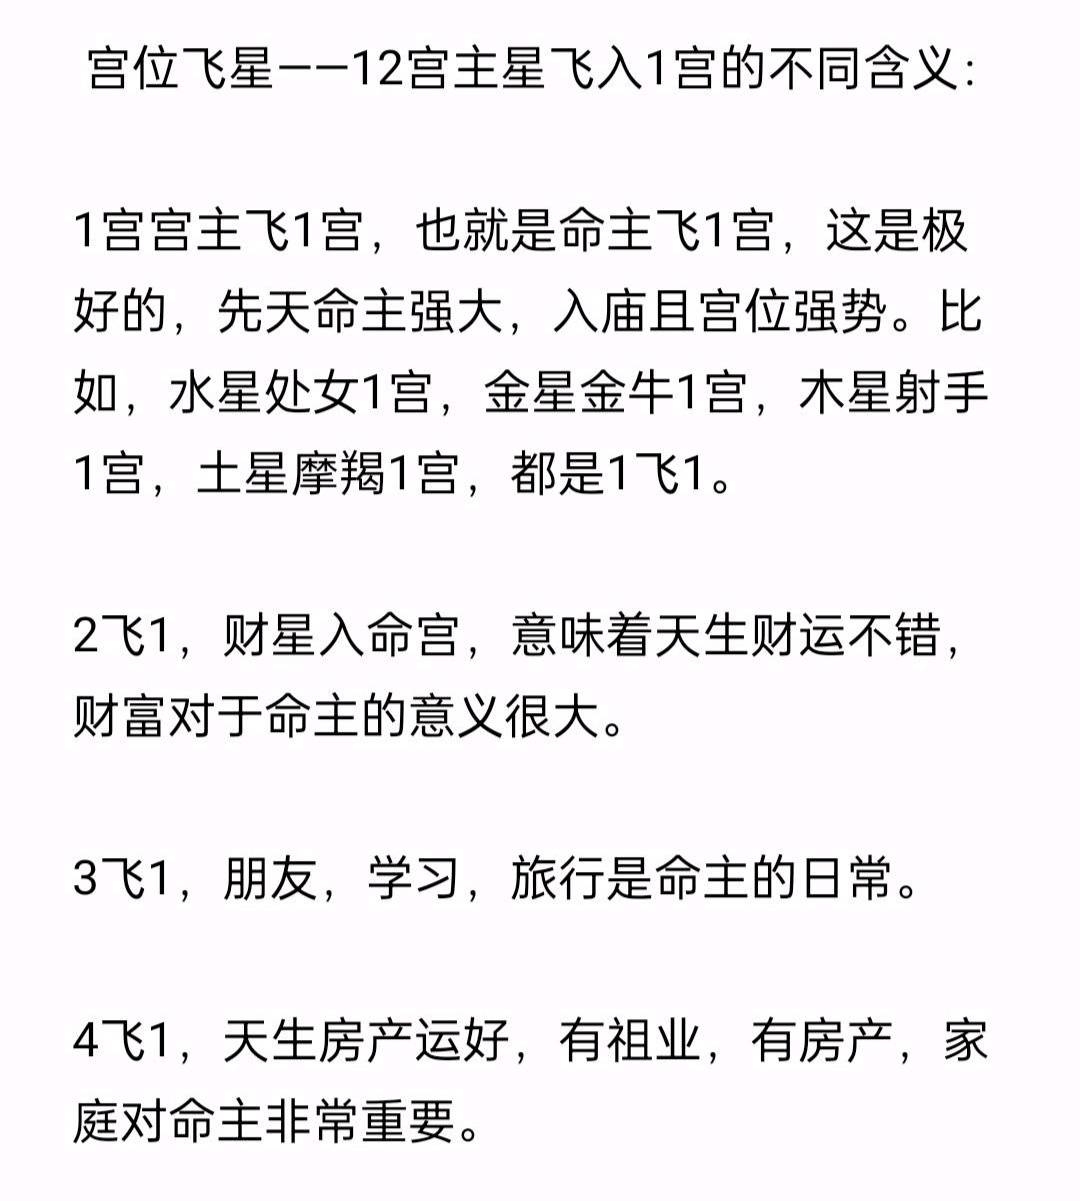 宫位飞星——12宫主星飞入1宫的不同含义：
1宫宫主飞1宫，也就是命主飞1宫，这是极
好的，先天命主强大，入庙且宫位强势。比
如，水星处女1宫，金星金牛1宫，木星射手
1宫，土星摩羯1宫，都是1飞1。
2飞1，财星入命宫，意味着天生财运不错，
财富对于命主的意义很大。
3飞1，朋友，学习，旅行是命主的日常。
4飞1，天生房产运好，有祖业，有房产，家
庭对命主非常重要。